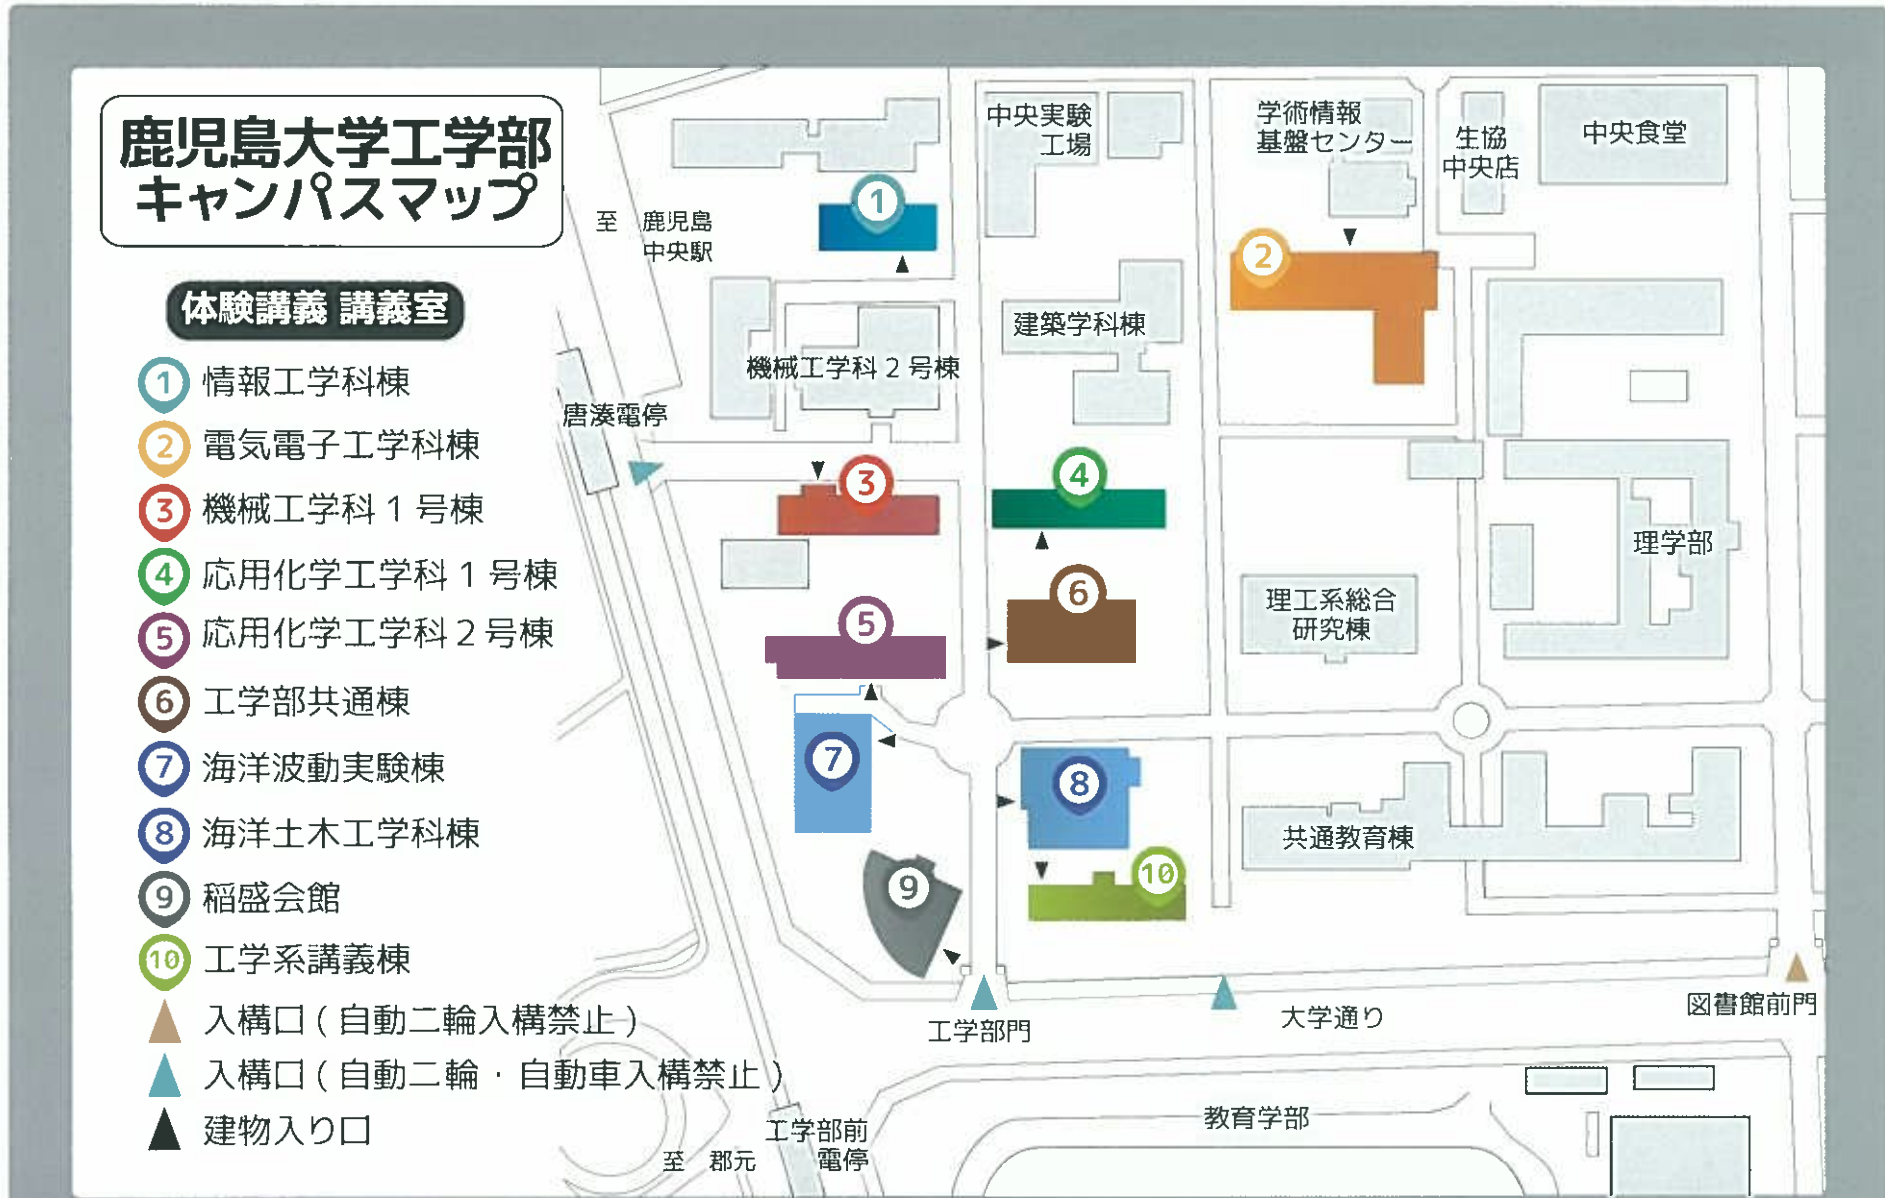 鹿児島大学工学部
キャンパスマップ
体験講義 講義室
1 情報工学科棟
2 電気電子工学科棟
3 機械工学科1号棟
4 応用化学工学科1号棟
5 応用化学工学科2号棟
6 工学部共通棟
7 海洋波動実験棟
8 海洋土木工学科棟
9 稲盛会館
10 工学系講義棟
入構口(自動二輪入構禁止)
入構口(自動二輪・自動車入構禁止)
建物入り口
至 鹿児島
中央駅
唐湊電停
1
中央実験
工場
学術情報
基盤センター
生協
中央店
中央食堂
2
建築学科棟
機械工学科2号棟
3
4
5
6
理工系総合
研究棟
理学部
7
8
共通教育棟
9
10
工学部門
大学通り
図書館前門
工学部前
電停
至 郡元
教育学部